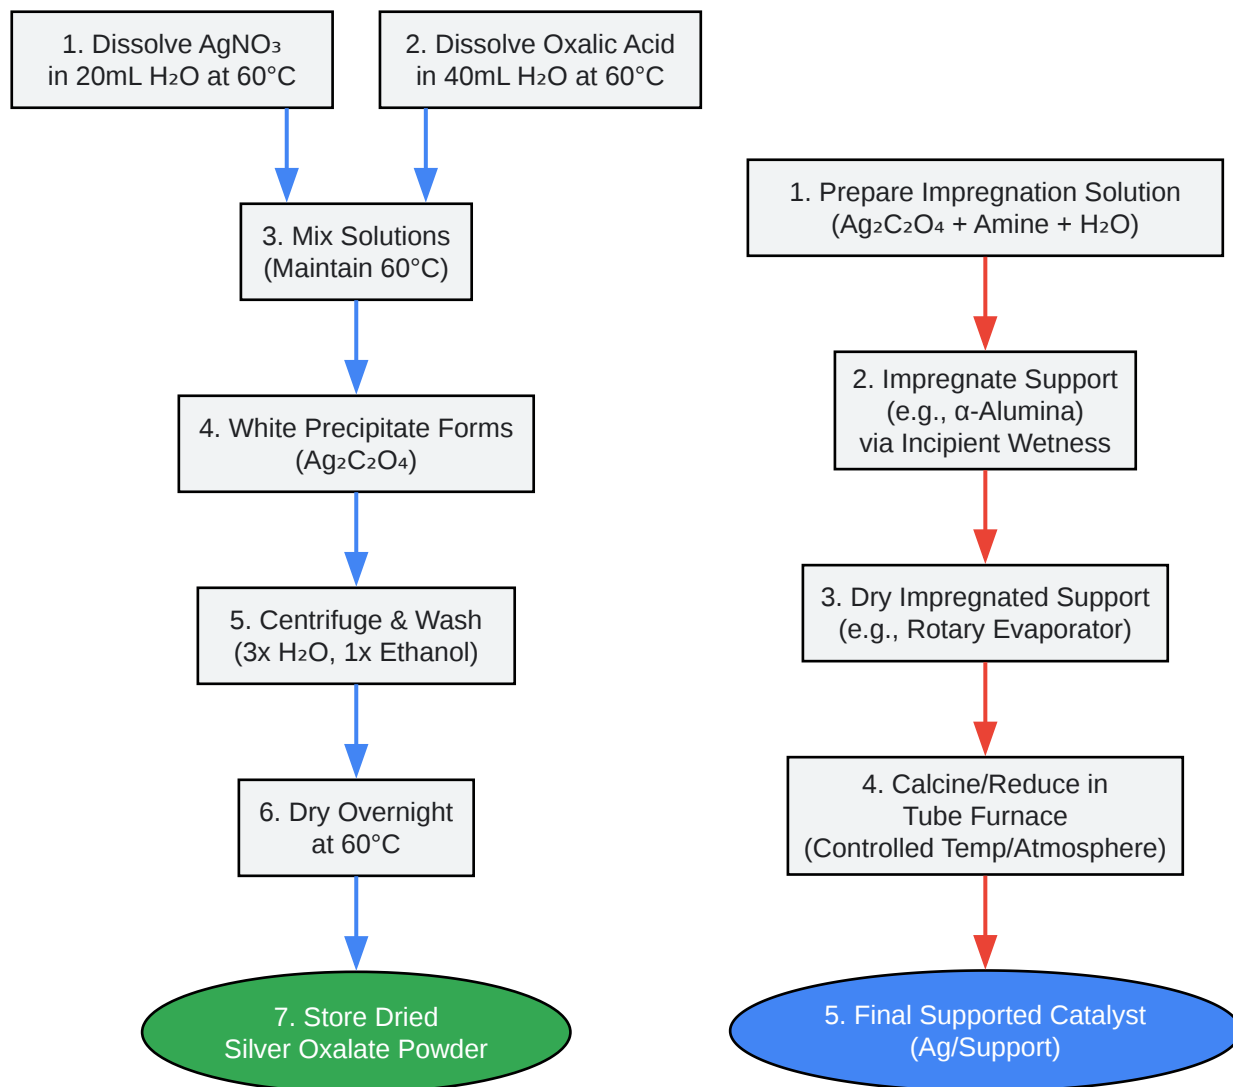 1. Dissolve AgNO₃
in 20mL H₂O at 60°C
2. Dissolve Oxalic Acid
in 40mL H₂O at 60°C
3. Mix Solutions
(Maintain 60°C)
4. White Precipitate Forms
(Ag₂C₂O₄)
5. Centrifuge & Wash
(3x H₂O, 1x Ethanol)
6. Dry Overnight
at 60°C
7. Store Dried
Silver Oxalate Powder
1. Prepare Impregnation Solution
(Ag₂C₂O₄ + Amine + H₂O)
2. Impregnate Support
(e.g., α-Alumina)
via Incipient Wetness
3. Dry Impregnated Support
(e.g., Rotary Evaporator)
4. Calcine/Reduce in
Tube Furnace
(Controlled Temp/Atmosphere)
5. Final Supported Catalyst
(Ag/Support)